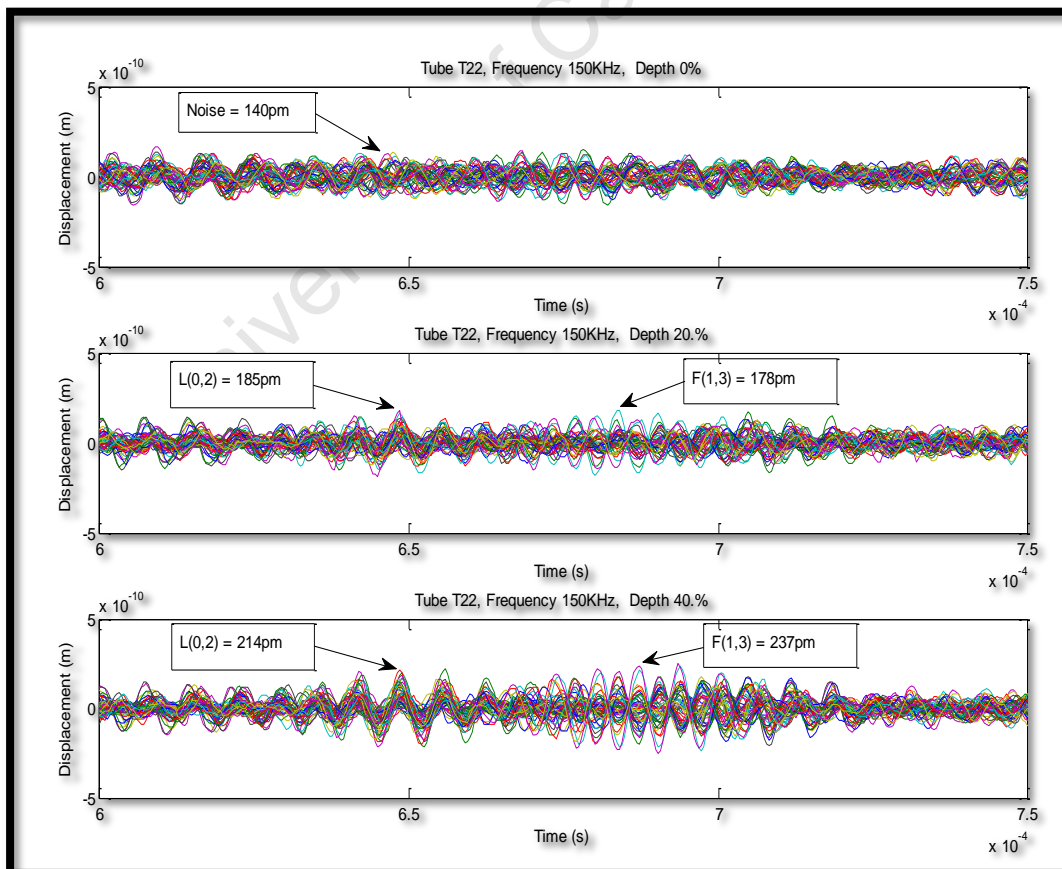 Tube T22, Frequency 150KHz, Depth 0%
x 10-10
Noise = 140pm
Displacement (m)
5
0
-5
6
6.5
7
7.5
Time (s)
x 10-4
Tube T22, Frequency 150KHz, Depth 20.%
x 10-10
L(0,2) = 185pm
F(1,3) = 178pm
Displacement (m)
5
0
-5
6
6.5
7
7.5
Time (s)
x 10-4
Tube T22, Frequency 150KHz, Depth 40.%
x 10-10
L(0,2) = 214pm
F(1,3) = 237pm
Displacement (m)
5
0
-5
6
6.5
7
7.5
Time (s)
x 10-4